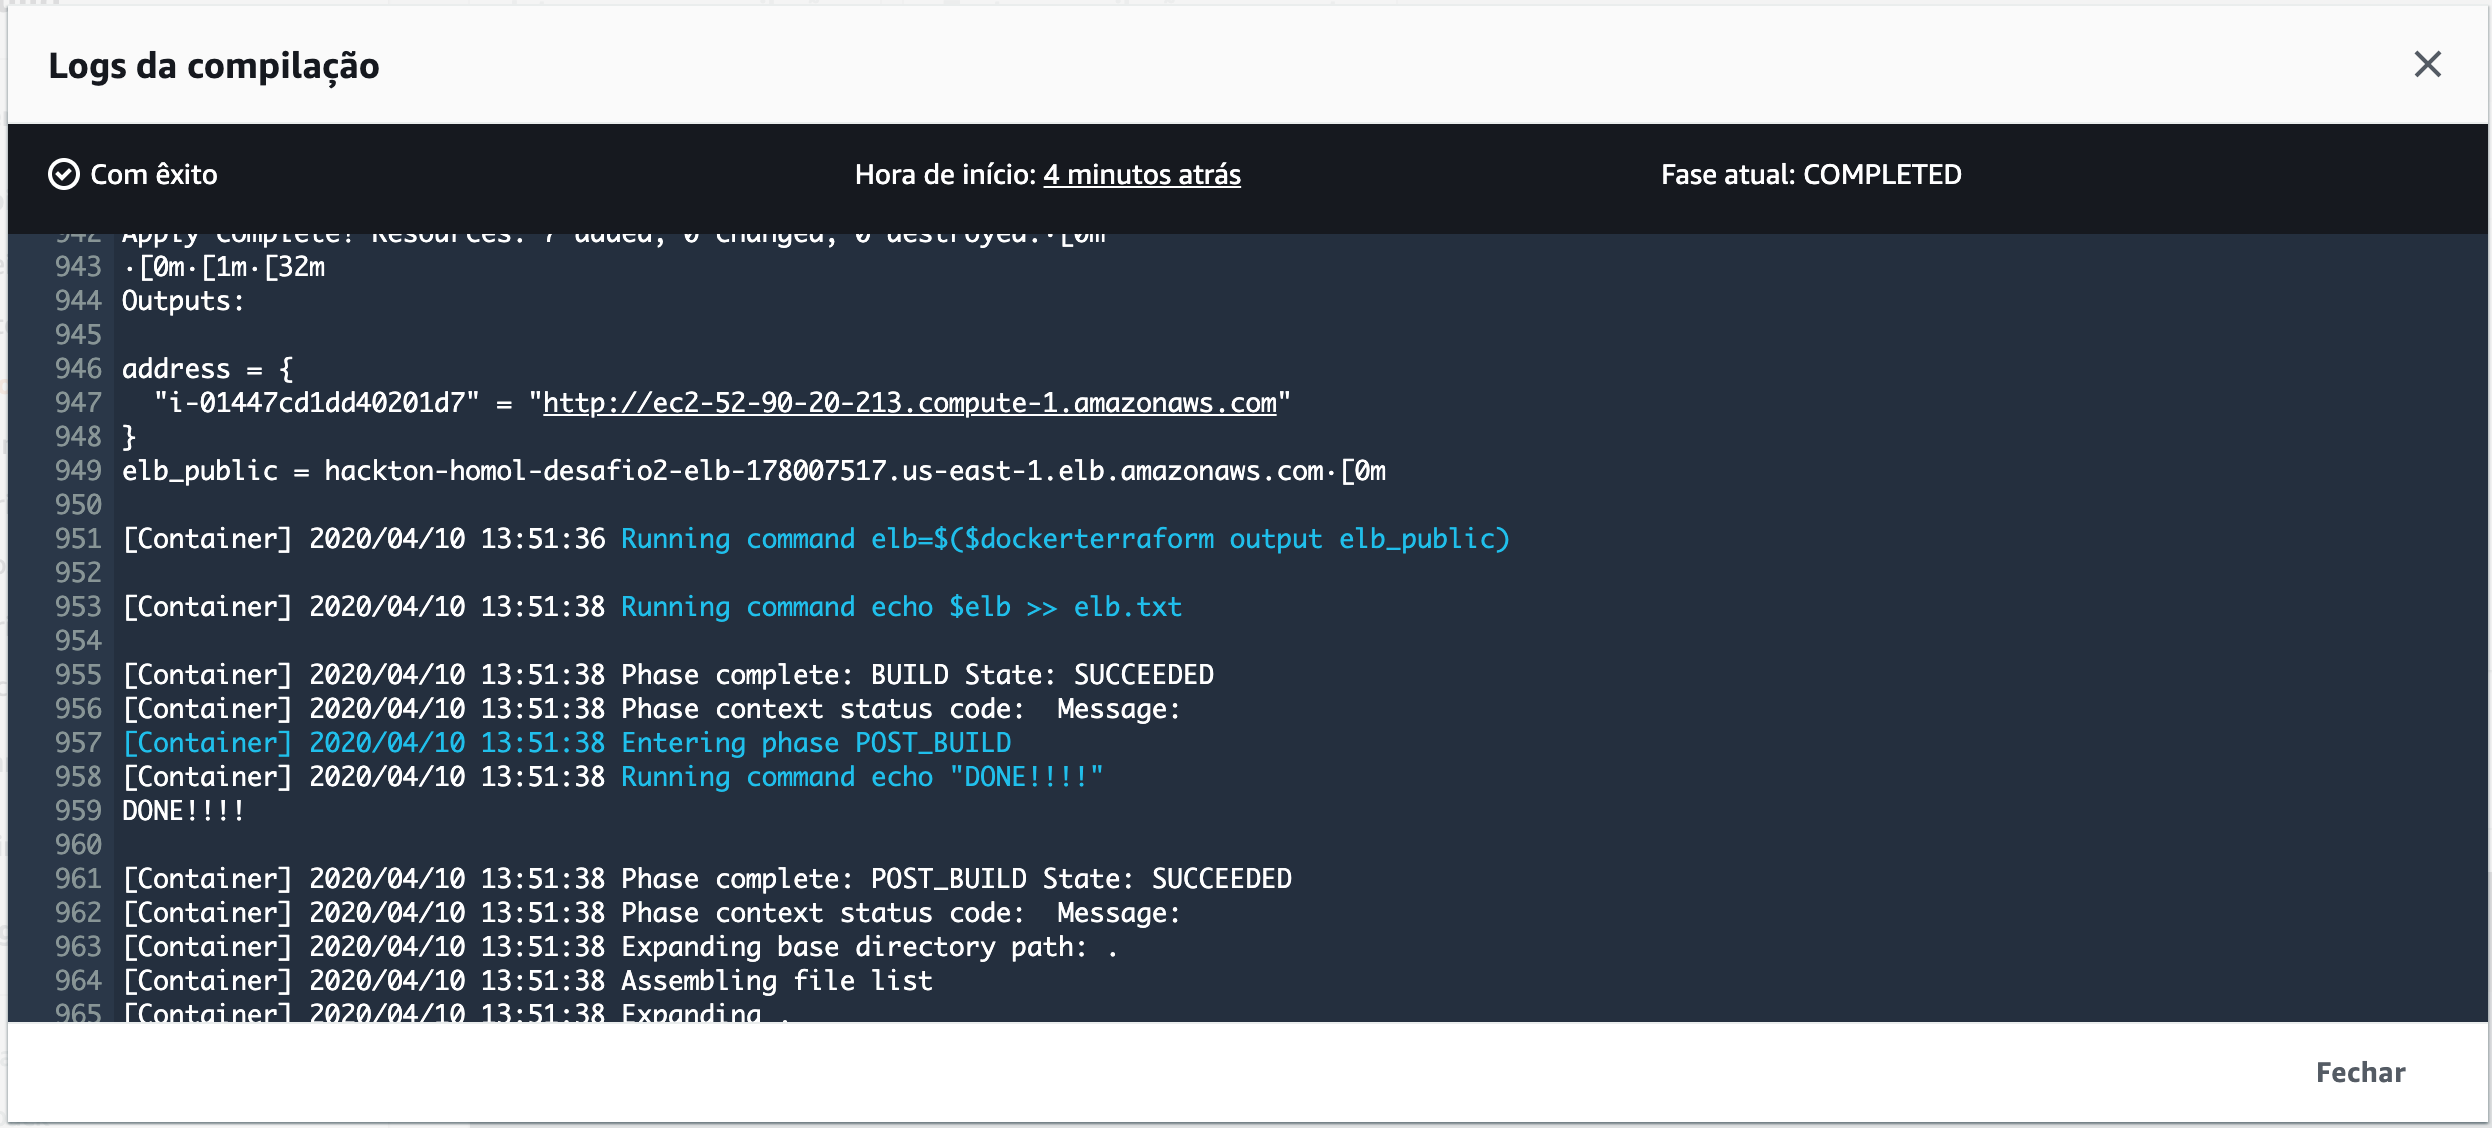 Logs da compilação
Com êxito
Hora de início: 4 minutos atrás
Fase atual: COMPLETED
942 Apply complete! Resources: 7 added, 0 changed, 0 destroyed.·[0m
943 ·[0m·[1m·[32m
944 Outputs:
945
946 address = {
947   "i-01447cd1dd40201d7" = "http://ec2-52-90-20-213.compute-1.amazonaws.com"
948 }
949 elb_public = hackton-homol-desafio2-elb-178007517.us-east-1.elb.amazonaws.com·[0m
950
951 [Container] 2020/04/10 13:51:36 Running command elb=$($dockerterraform output elb_public)
952
953 [Container] 2020/04/10 13:51:38 Running command echo $elb >> elb.txt
954
955 [Container] 2020/04/10 13:51:38 Phase complete: BUILD State: SUCCEEDED
956 [Container] 2020/04/10 13:51:38 Phase context status code:  Message:
957 [Container] 2020/04/10 13:51:38 Entering phase POST_BUILD
958 [Container] 2020/04/10 13:51:38 Running command echo "DONE!!!!"
959 DONE!!!!
960
961 [Container] 2020/04/10 13:51:38 Phase complete: POST_BUILD State: SUCCEEDED
962 [Container] 2020/04/10 13:51:38 Phase context status code:  Message:
963 [Container] 2020/04/10 13:51:38 Expanding base directory path: .
964 [Container] 2020/04/10 13:51:38 Assembling file list
965 [Container] 2020/04/10 13:51:38 Expanding .
Fechar